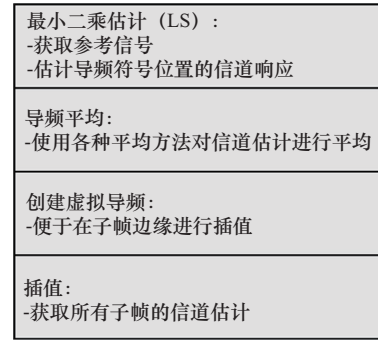 最小二乘估计（LS）:
-获取参考信号
-估计导频符号位置的信道响应
导频平均:
-使用各种平均方法对信道估计进行平均
创建虚拟导频:
-便于在子帧边缘进行插值
插值:
-获取所有子帧的信道估计